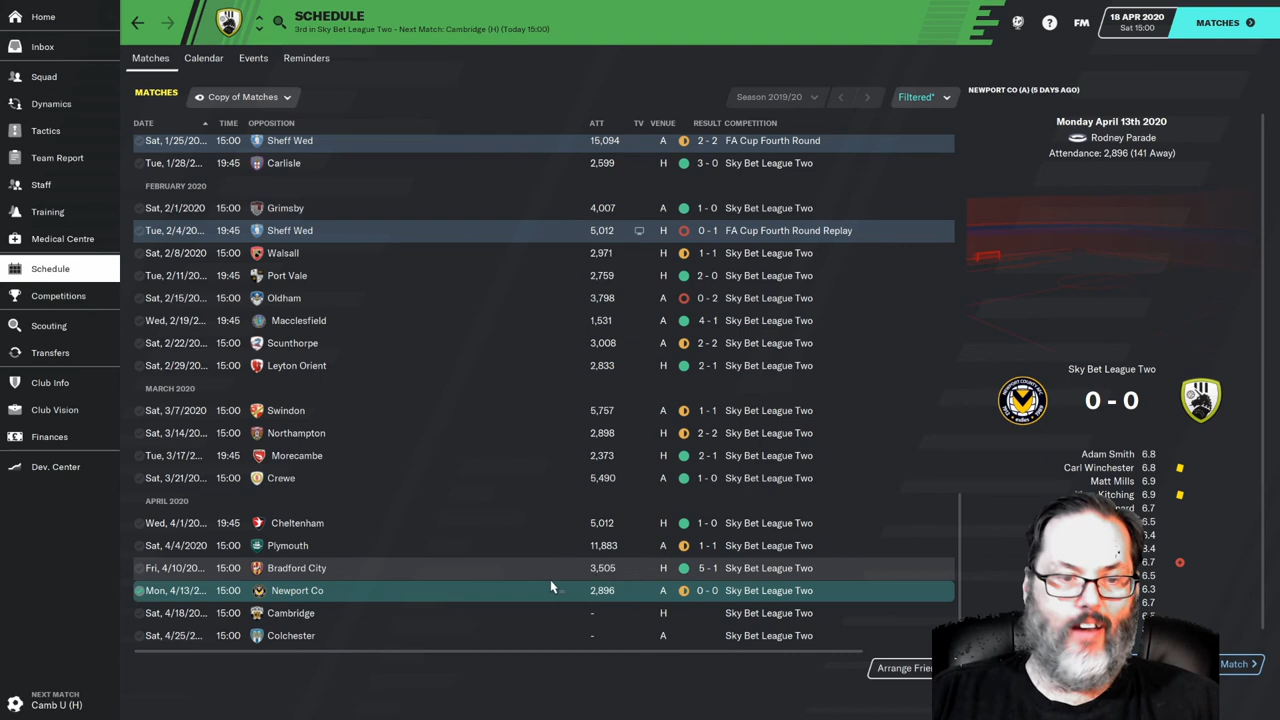 Home
Inbox
Squad
Dynamics
Tactics
Team Report
Staff
Training
Medical Centre
Schedule
Competitions
Scouting
Transfers
Club Info
Club Vision
Finances
Dev. Center
NEXT MATCH
Camb U (H)
SCHEDULE
3rd in Sky Bet League Two - Next Match: Cambridge (H) (Today 15:00)
FM
18 APR 2020
Sat 15:00
MATCHES
Matches Calendar Events Reminders
MATCHES
Copy of Matches
Season 2019/20
Filtered*
DATE TIME OPPOSITION ATT TV VENUE RESULT COMPETITION
Sat, 1/25/20... 15:00 Sheff Wed 15,094 A 2 - 2 FA Cup Fourth Round
Tue, 1/28/2... 19:45 Carlisle 2,599 H 3 - 0 Sky Bet League Two
FEBRUARY 2020
Sat, 2/1/2020 15:00 Grimsby 4,007 A 1 - 0 Sky Bet League Two
Tue, 2/4/20... 19:45 Sheff Wed 5,012 H 0 - 1 FA Cup Fourth Round Replay
Sat, 2/8/2020 15:00 Walsall 2,971 H 1 - 1 Sky Bet League Two
Tue, 2/11/20... 19:45 Port Vale 2,759 H 2 - 0 Sky Bet League Two
Sat, 2/15/20... 15:00 Oldham 3,798 A 0 - 2 Sky Bet League Two
Wed, 2/19/2... 19:45 Macclesfield 1,531 A 4 - 1 Sky Bet League Two
Sat, 2/22/20... 15:00 Scunthorpe 3,008 A 2 - 2 Sky Bet League Two
Sat, 2/29/20... 15:00 Leyton Orient 2,833 H 2 - 1 Sky Bet League Two
MARCH 2020
Sat, 3/7/2020 15:00 Swindon 5,757 A 1 - 1 Sky Bet League Two
Sat, 3/14/20... 15:00 Northampton 2,898 H 2 - 2 Sky Bet League Two
Tue, 3/17/20... 19:45 Morecambe 2,373 H 2 - 1 Sky Bet League Two
Sat, 3/21/20... 15:00 Crewe 5,490 A 1 - 0 Sky Bet League Two
APRIL 2020
Wed, 4/1/20... 19:45 Cheltenham 5,012 H 1 - 0 Sky Bet League Two
Sat, 4/4/2020 15:00 Plymouth 11,883 A 1 - 1 Sky Bet League Two
Fri, 4/10/20... 15:00 Bradford City 3,505 H 5 - 1 Sky Bet League Two
Mon, 4/13/2... 15:00 Newport Co 2,896 A 0 - 0 Sky Bet League Two
Sat, 4/18/20... 15:00 Cambridge - H Sky Bet League Two
Sat, 4/25/2... 15:00 Colchester - A Sky Bet League Two
Arrange Frie
NEWPORT CO (A) (5 DAYS AGO)
Monday April 13th 2020
Rodney Parade
Attendance: 2,896 (141 Away)
Sky Bet League Two
0 - 0
Adam Smith 6.8
Carl Winchester 6.8
Matt Mills 6.9
Kitching 6.9
6.7
6.5
6.7
6.5
6.3
6.7
Match